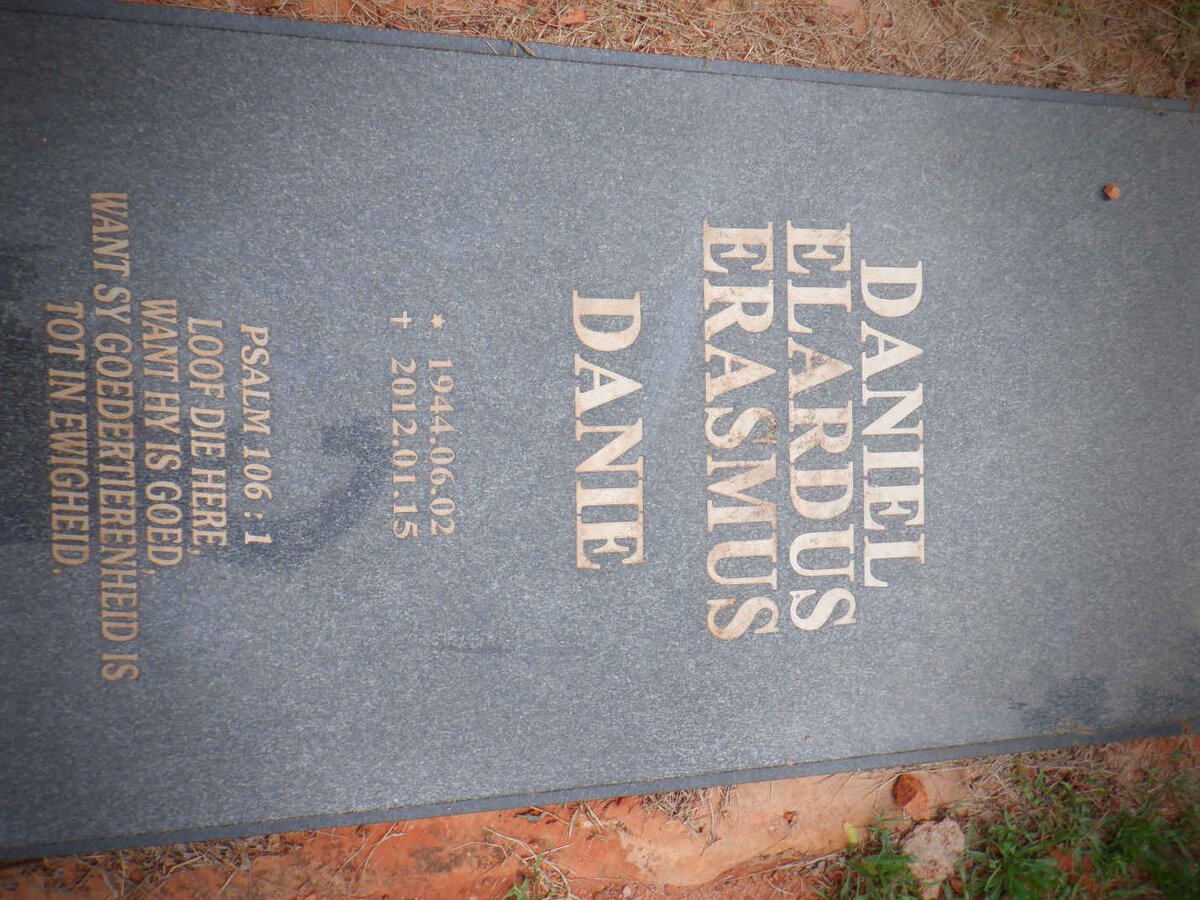 DANIEL
ELARDUS
ERASMUS
DANIE
* 1944.06.02
† 2012.01.15
PSALM 106 : 1
LOOF DIE HERE,
WANT HY IS GOED,
WANT SY GOEDERTIERENHEID IS
TOT IN EWIGHEID.